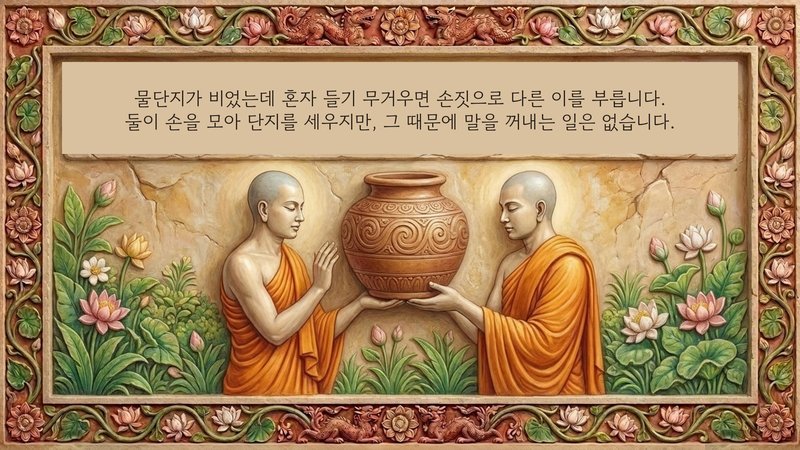 물단지가 비었는데 혼자 들기 무거우면 손짓으로 다른 이를 부릅니다.
둘이 손을 모아 단지를 세우지만, 그 때문에 말을 꺼내는 일은 없습니다.